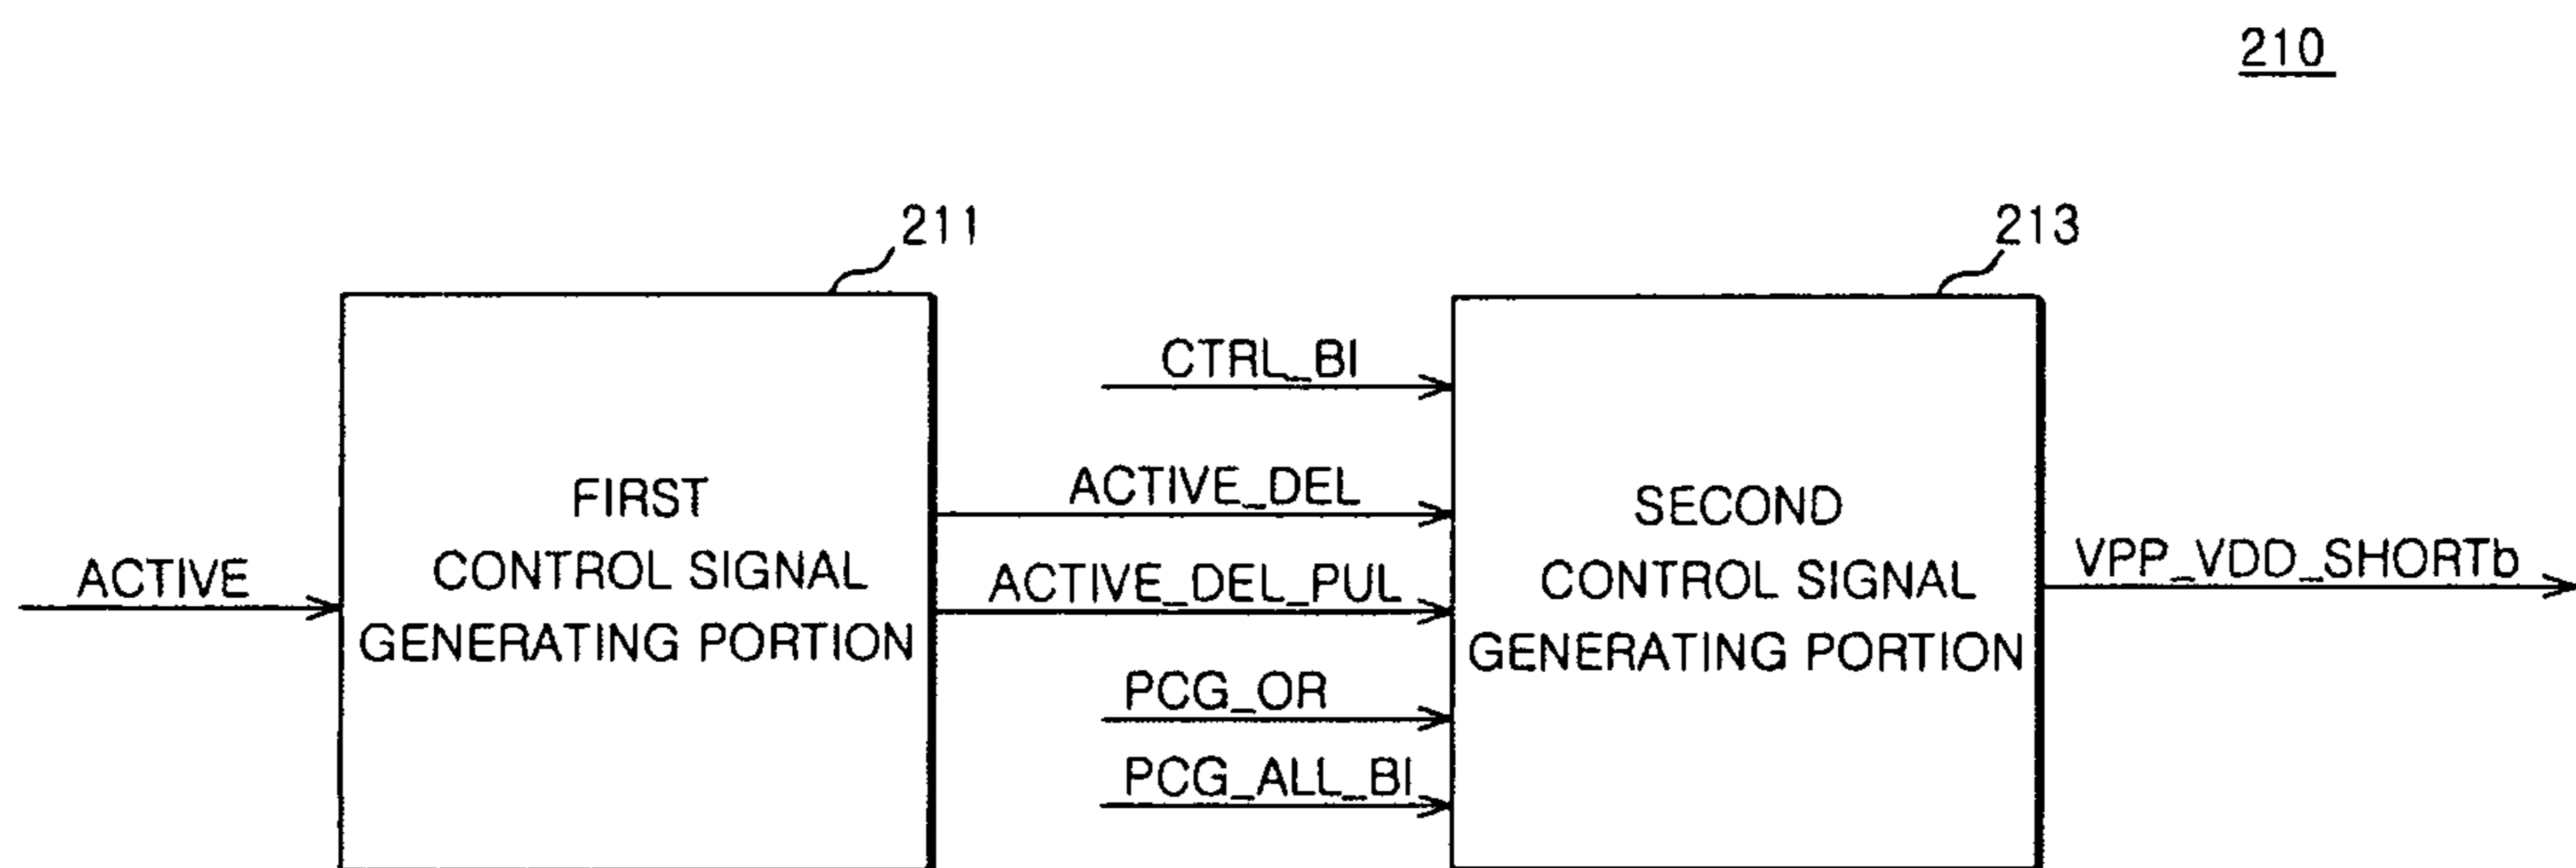 210
211
213
CTRL_BI
ACTIVE_DEL
ACTIVE_DEL_PUL
PCG_OR
PCG_ALL_BI
ACTIVE
FIRST
CONTROL SIGNAL
GENERATING PORTION
SECOND
CONTROL SIGNAL
GENERATING PORTION
VPP_VDD_SHORTb